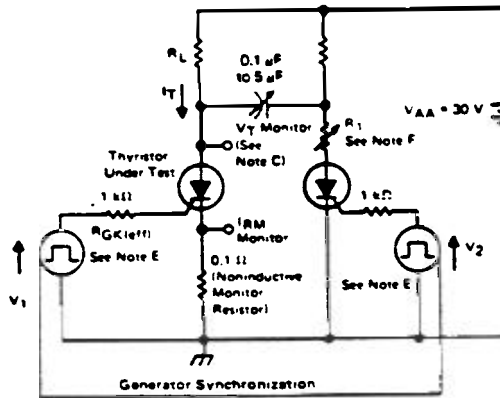 RL
0.1 µF
10.5 µF
IT
VAA = 30 V
VT Monitor
(See
Note C)
R1
See Note F
Thyristor
Under Test
1 kΩ
1 kΩ
IRM
Monitor
RGK(eff)
See Note E
V1
0.1 Ω
(Noninductive
Monitor
Resistor)
See Note E
V2
Generator Synchronization